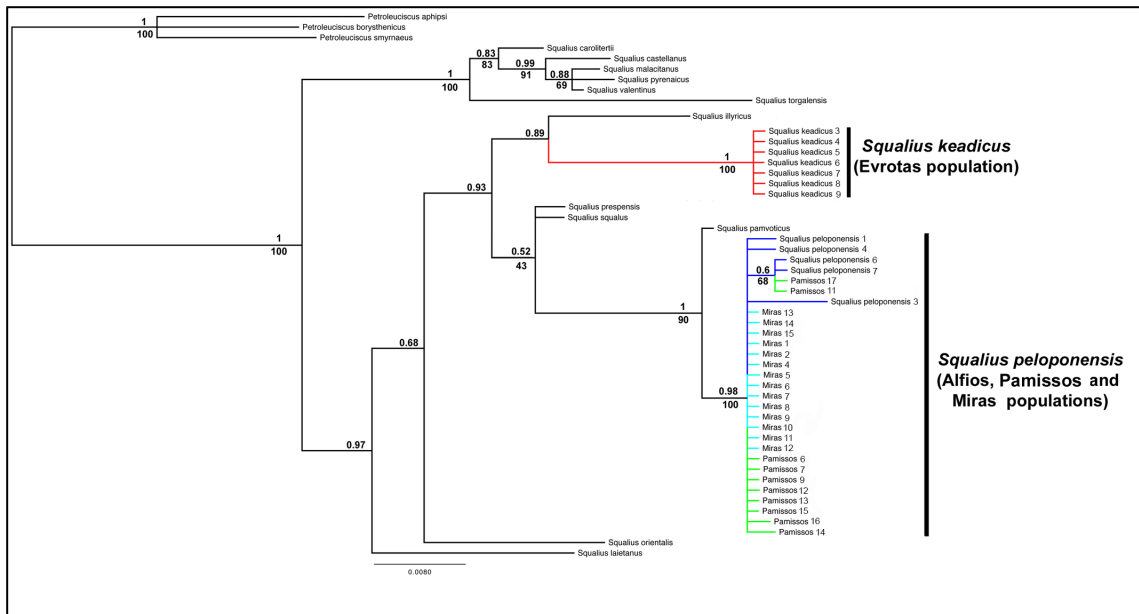 Petroleuciscus aphipsi
1
Petroleuciscus borysthenicus
100
Petroleuciscus smyrnaeus
0.83
Squalius carolitertii
83
0.99
Squalius castellanus
1
Squalius malacitanus
91
0.88
100
Squalius pyrenaicus
69
Squalius valentinus
Squalius torgalensis
Squalius illyricus
0.89
Squalius keadicus 3
Squalius keadicus 4
Squalius keadicus 5
1
Squalius keadicus 6
100
Squalius keadicus 7
Squalius keadicus 8
Squalius keadicus 9
Squalius keadicus
(Evrotas population)
0.93
Squalius prespensis
Squalius squalus
1
100
0.52
43
Squalius pamvoticus
Squalius peloponensis 1
Squalius peloponensis 4
Squalius peloponensis 6
0.6
Squalius peloponensis 7
68
Pamissos 17
Pamissos 11
Squalius peloponensis 3
1
90
Miras 13
Miras 14
Miras 15
Miras 1
Miras 2
Miras 4
Miras 5
Miras 6
Miras 7
Miras 8
Miras 9
Miras 10
Miras 11
Miras 12
Pamissos 6
Pamissos 7
Pamissos 9
Pamissos 12
Pamissos 13
Pamissos 15
Pamissos 16
Pamissos 14
0.98
100
Squalius peloponensis
(Alfios, Pamissos and
Miras populations)
0.68
0.97
Squalius orientalis
Squalius laietanus
0.0080